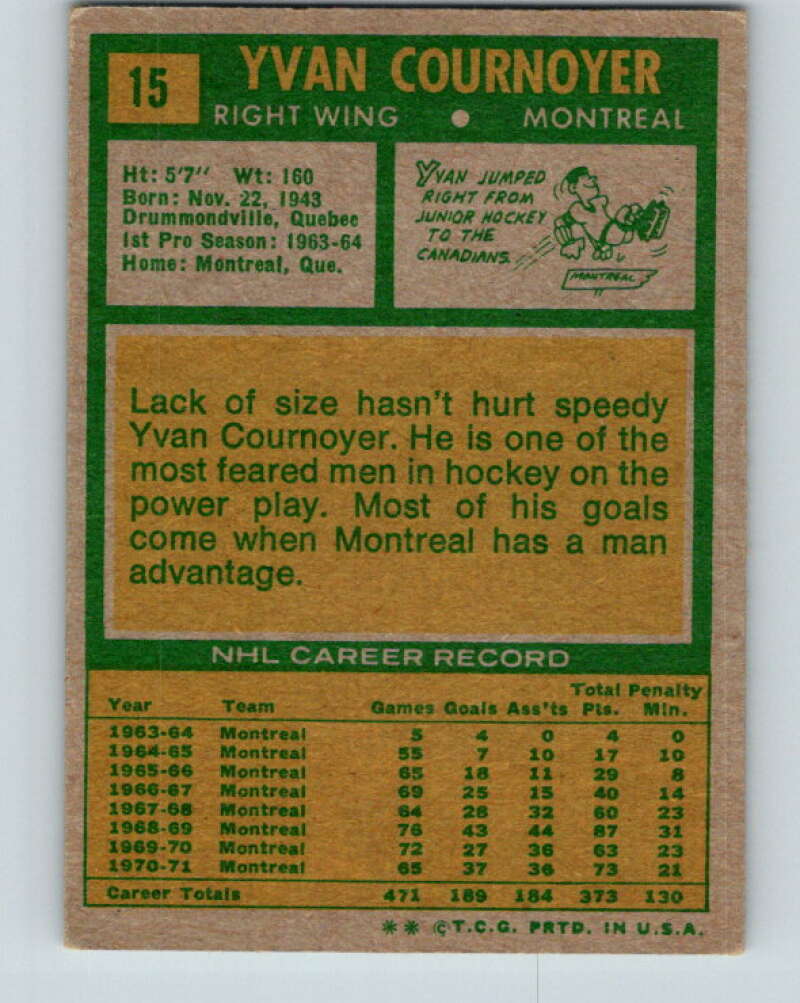 15
YVAN COURNOYER
RIGHT WING • MONTREAL
Ht: 5'7" Wt: 160
Born: Nov. 22, 1943
Drummondville, Quebec
1st Pro Season: 1963-64
Home: Montreal, Que.
YVAN JUMPED
RIGHT FROM
JUNIOR HOCKEY
TO THE
CANADIANS.
MONTREAL
Lack of size hasn't hurt speedy
Yvan Cournoyer. He is one of the
most feared men in hockey on the
power play. Most of his goals
come when Montreal has a man
advantage.
NHL CAREER RECORD
Total Penalty
Year Team Games Goals Ass'ts Pts. Min.
1963-64 Montreal 5 4 0 4 0
1964-65 Montreal 55 7 10 17 10
1965-66 Montreal 65 18 11 29 8
1966-67 Montreal 69 25 15 40 14
1967-68 Montreal 64 28 32 60 23
1968-69 Montreal 76 43 44 87 31
1969-70 Montreal 72 27 36 63 23
1970-71 Montreal 65 37 36 73 21
Career Totals 471 189 184 373 130
** ©T.C.G. PRTD. IN U.S.A.